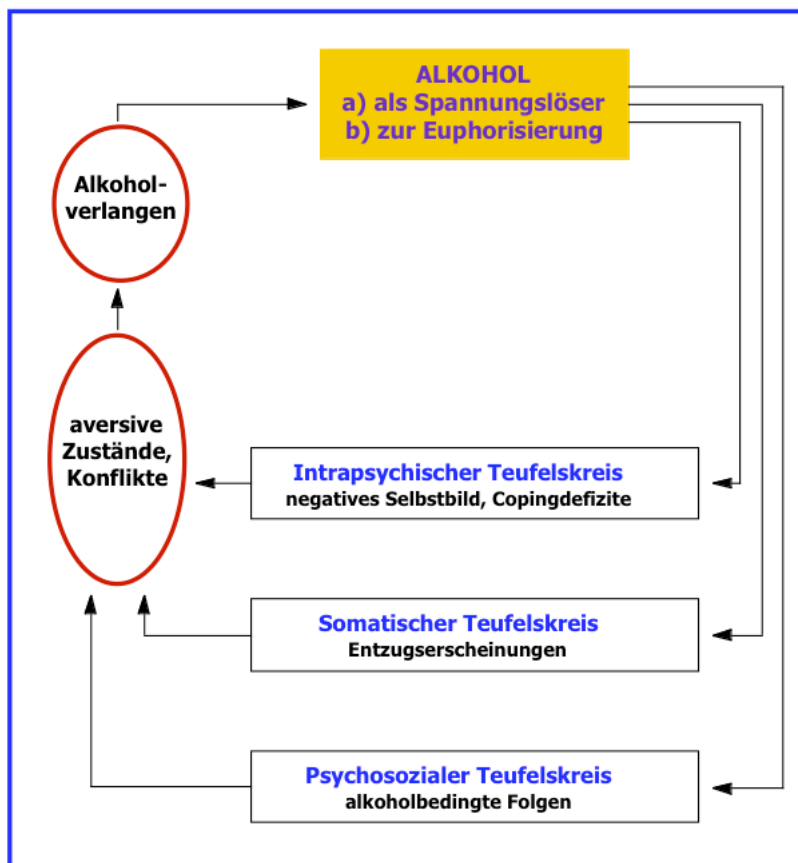 ALKOHOL
a) als Spannungslöser
b) zur Euphorisierung
Alkohol-
verlangen
aversive
Zustände,
Konflikte
Intrapsychischer Teufelskreis
negatives Selbstbild, Copingdefizite
Somatischer Teufelskreis
Entzugserscheinungen
Psychosozialer Teufelskreis
alkoholbedingte Folgen